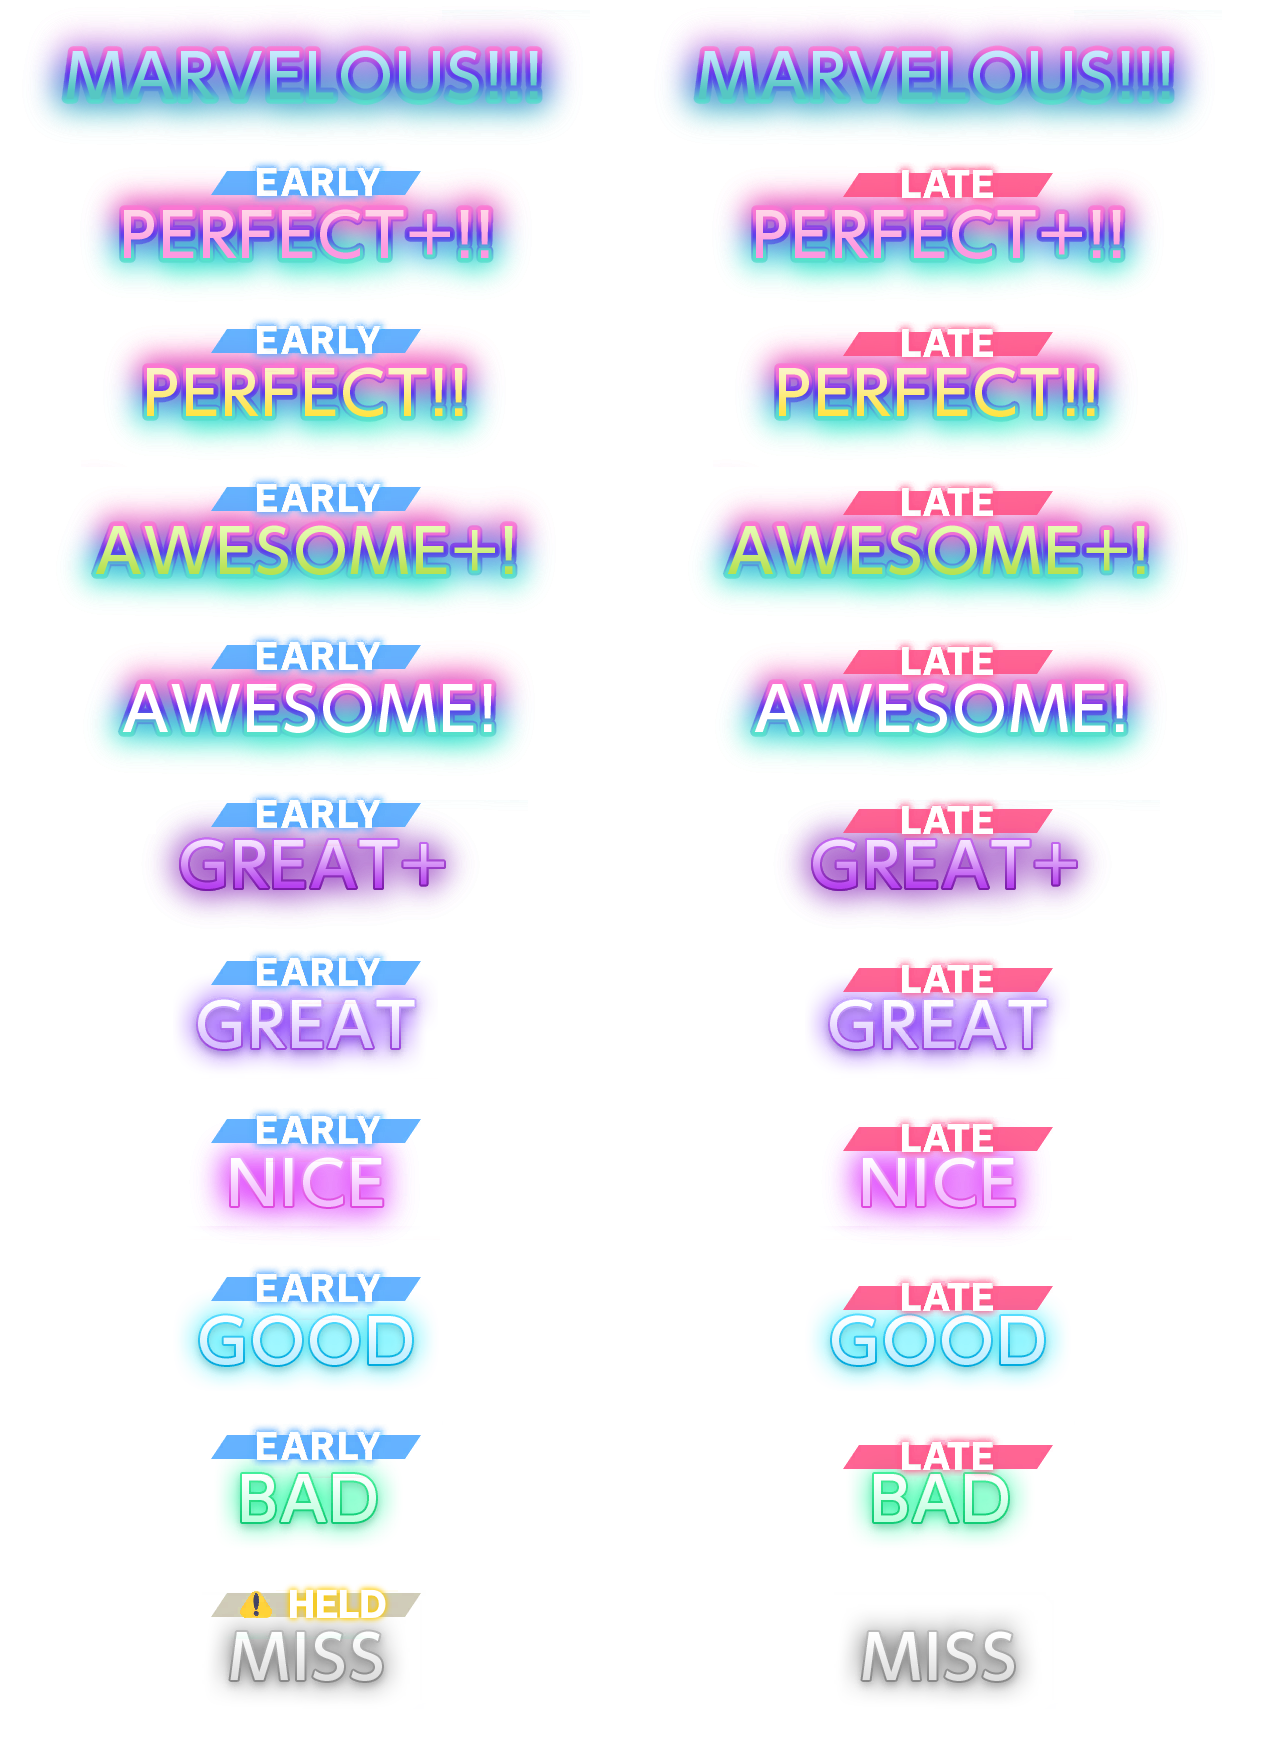 MARVELOUS!!! MARVELOUS!!!
EARLY LATE
PERFECT+!! PERFECT+!!
EARLY LATE
PERFECT!! PERFECT!!
EARLY LATE
AWESOME+! AWESOME+!
EARLY LATE
AWESOME! AWESOME!
EARLY LATE
GREAT+ GREAT+
EARLY LATE
GREAT GREAT
EARLY LATE
NICE NICE
EARLY LATE
GOOD GOOD
EARLY LATE
BAD BAD
⚠ HELD
MISS MISS